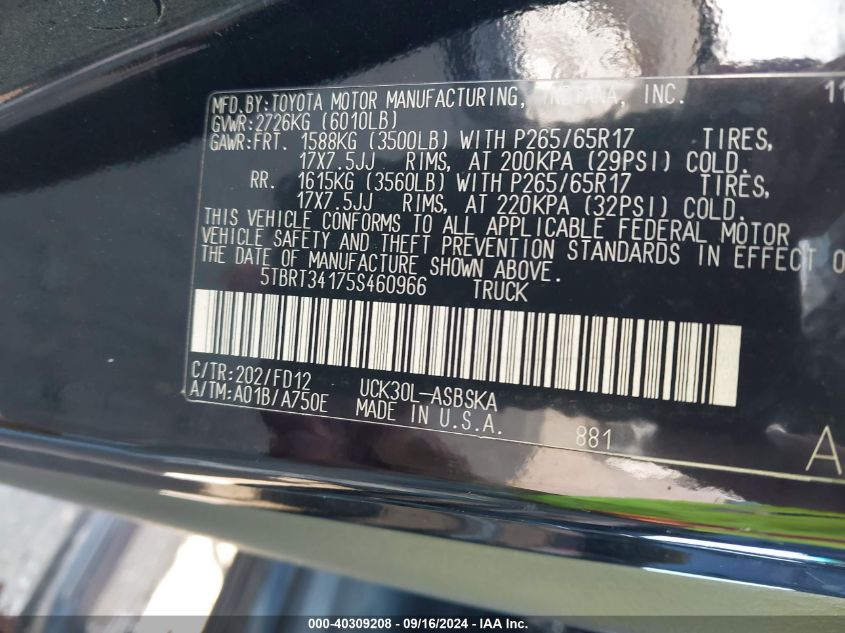 MFD.BY:TOYOTA MOTOR MANUFACTURING, INDIANA, INC. 11
GVWR:2726KG (6010LB)
GAWR:FRT. 1588KG (3500LB) WITH P265/65R17 TIRES,
17X7.5JJ RIMS, AT 200KPA (29PSI) COLD.
RR. 1615KG (3560LB) WITH P265/65R17 TIRES,
17X7.5JJ RIMS, AT 220KPA (32PSI) COLD.
THIS VEHICLE CONFORMS TO ALL APPLICABLE FEDERAL MOTOR
VEHICLE SAFETY AND THEFT PREVENTION STANDARDS IN EFFECT O
THE DATE OF MANUFACTURE SHOWN ABOVE.
5TBRT34175S460966 TRUCK
C/TR:202/FD12 UCK30L-ASBSKA
A/TM:A01B/A750E MADE IN U.S.A.
881 A
000-40309208 - 09/16/2024 - IAA Inc.